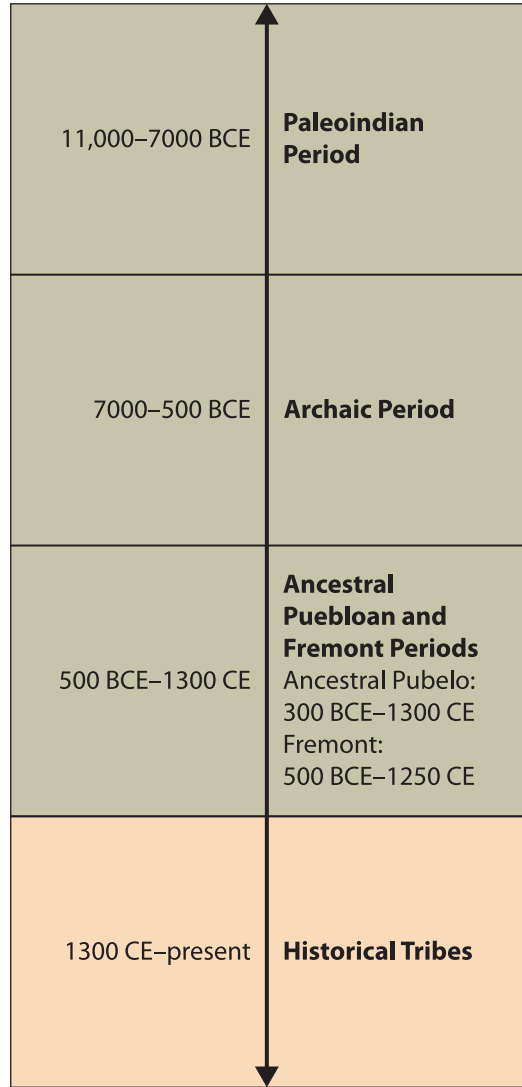 11,000–7000 BCE
Paleoindian
Period
7000–500 BCE
Archaic Period
500 BCE–1300 CE
Ancestral
Puebloan and
Fremont Periods
Ancestral Pubelo:
300 BCE–1300 CE
Fremont:
500 BCE–1250 CE
1300 CE–present
Historical Tribes